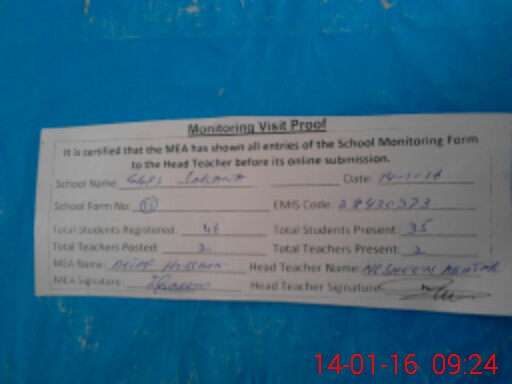 Monitoring Visit Proof
It is certified that the MEA has shown all entries of the School Monitoring Form
to the Head Teacher before its online submission.
School Name: GGPS Date: 14-1-16
School Form No: EMIS Code:
Total Students Registered: 46 Total Students Present: 35
Total Teachers Posted: 2 Total Teachers Present: 2
MEA Name: Head Teacher Name:
MEA Signature: Head Teacher Signature
14-01-16 09:24